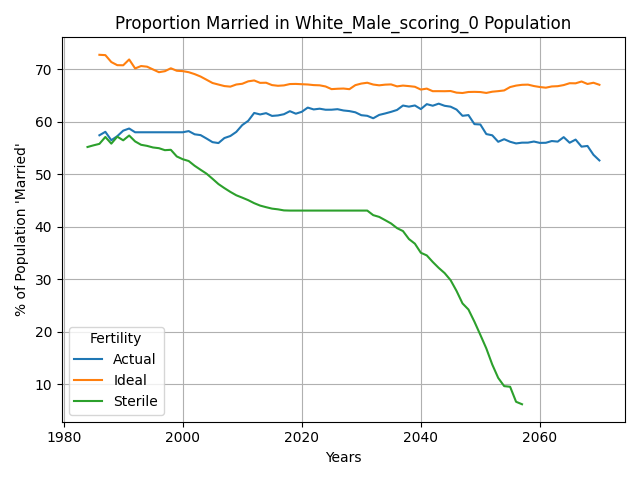 Proportion Married in White_Male_scoring_0 Population
% of Population 'Married'
70
60
50
40
30
20
10
Fertility
Actual
Ideal
Sterile
1980 2000 2020 2040 2060
Years